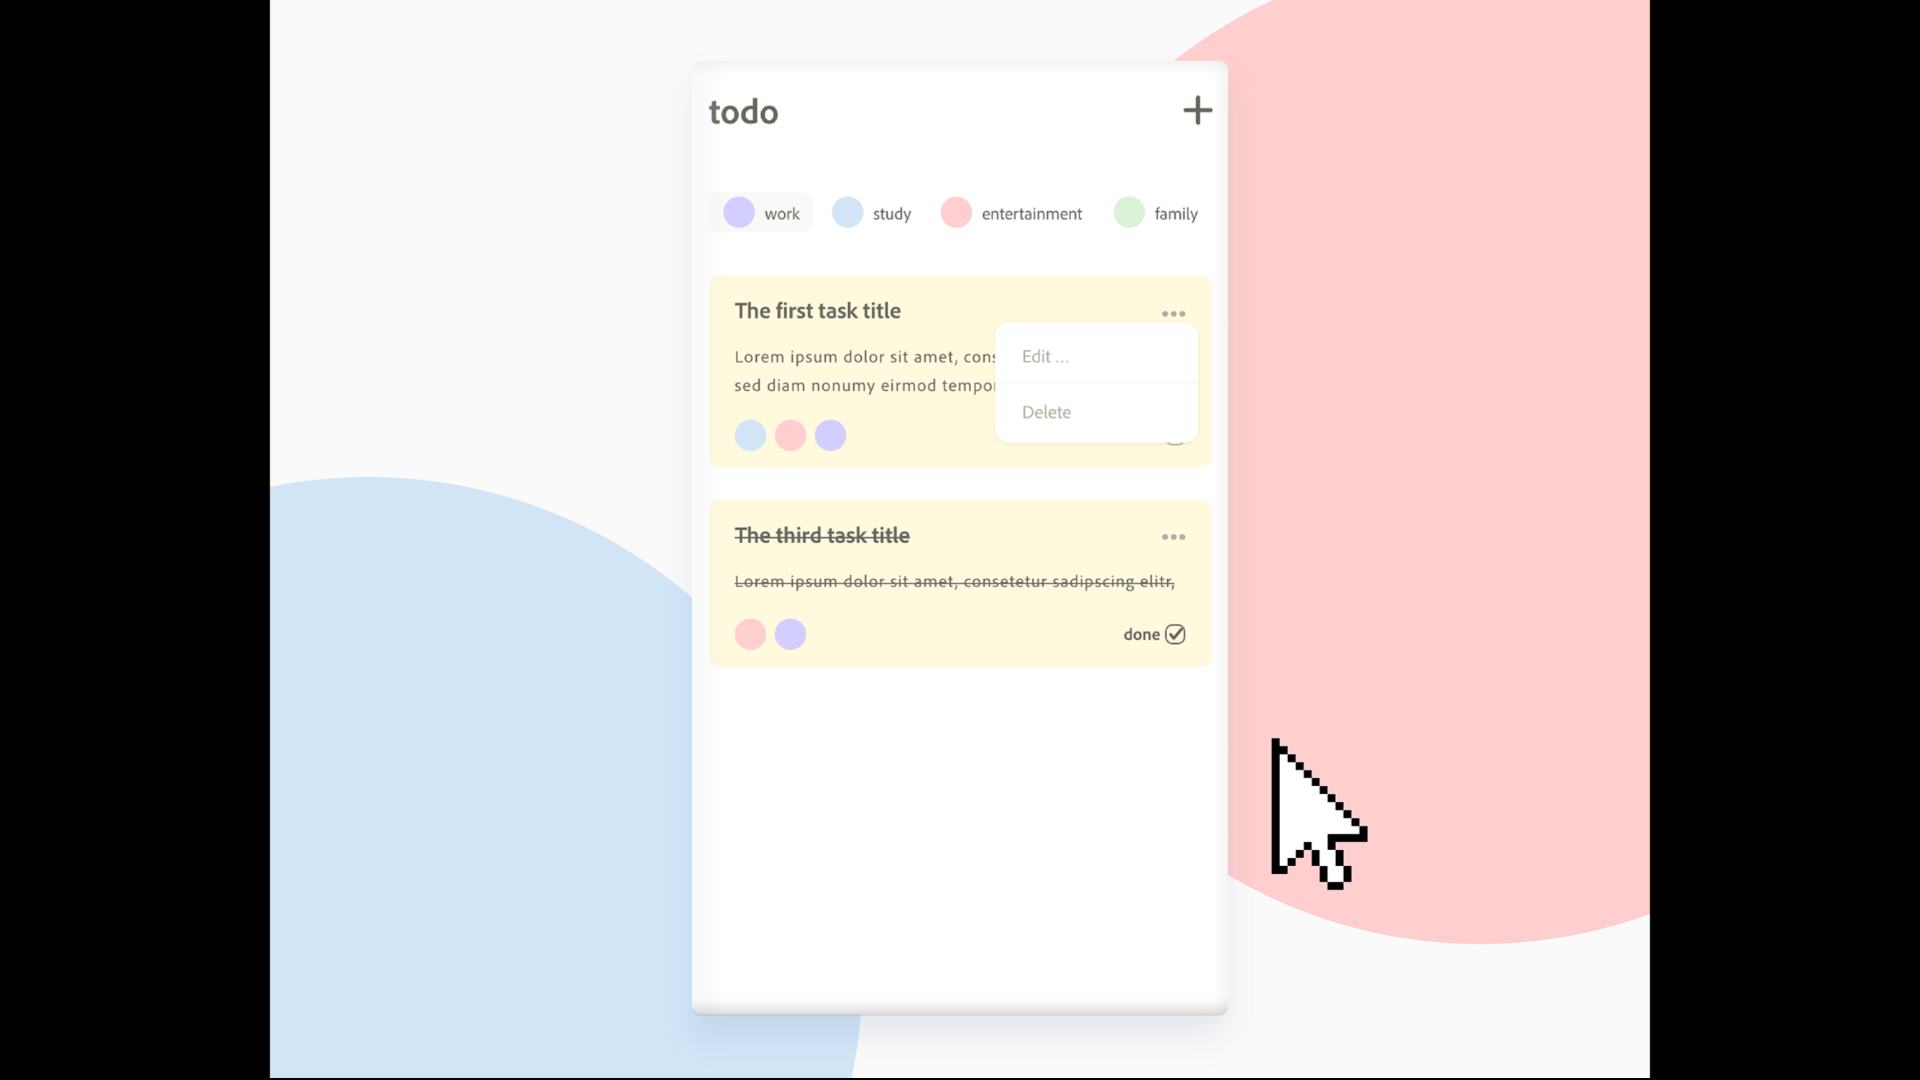 todo
work study entertainment family
The first task title
Lorem ipsum dolor sit amet, cons
sed diam nonumy eirmod tempor
Edit ...
Delete
The third task title
Lorem ipsum dolor sit amet, consetetur sadipscing elitr,
done